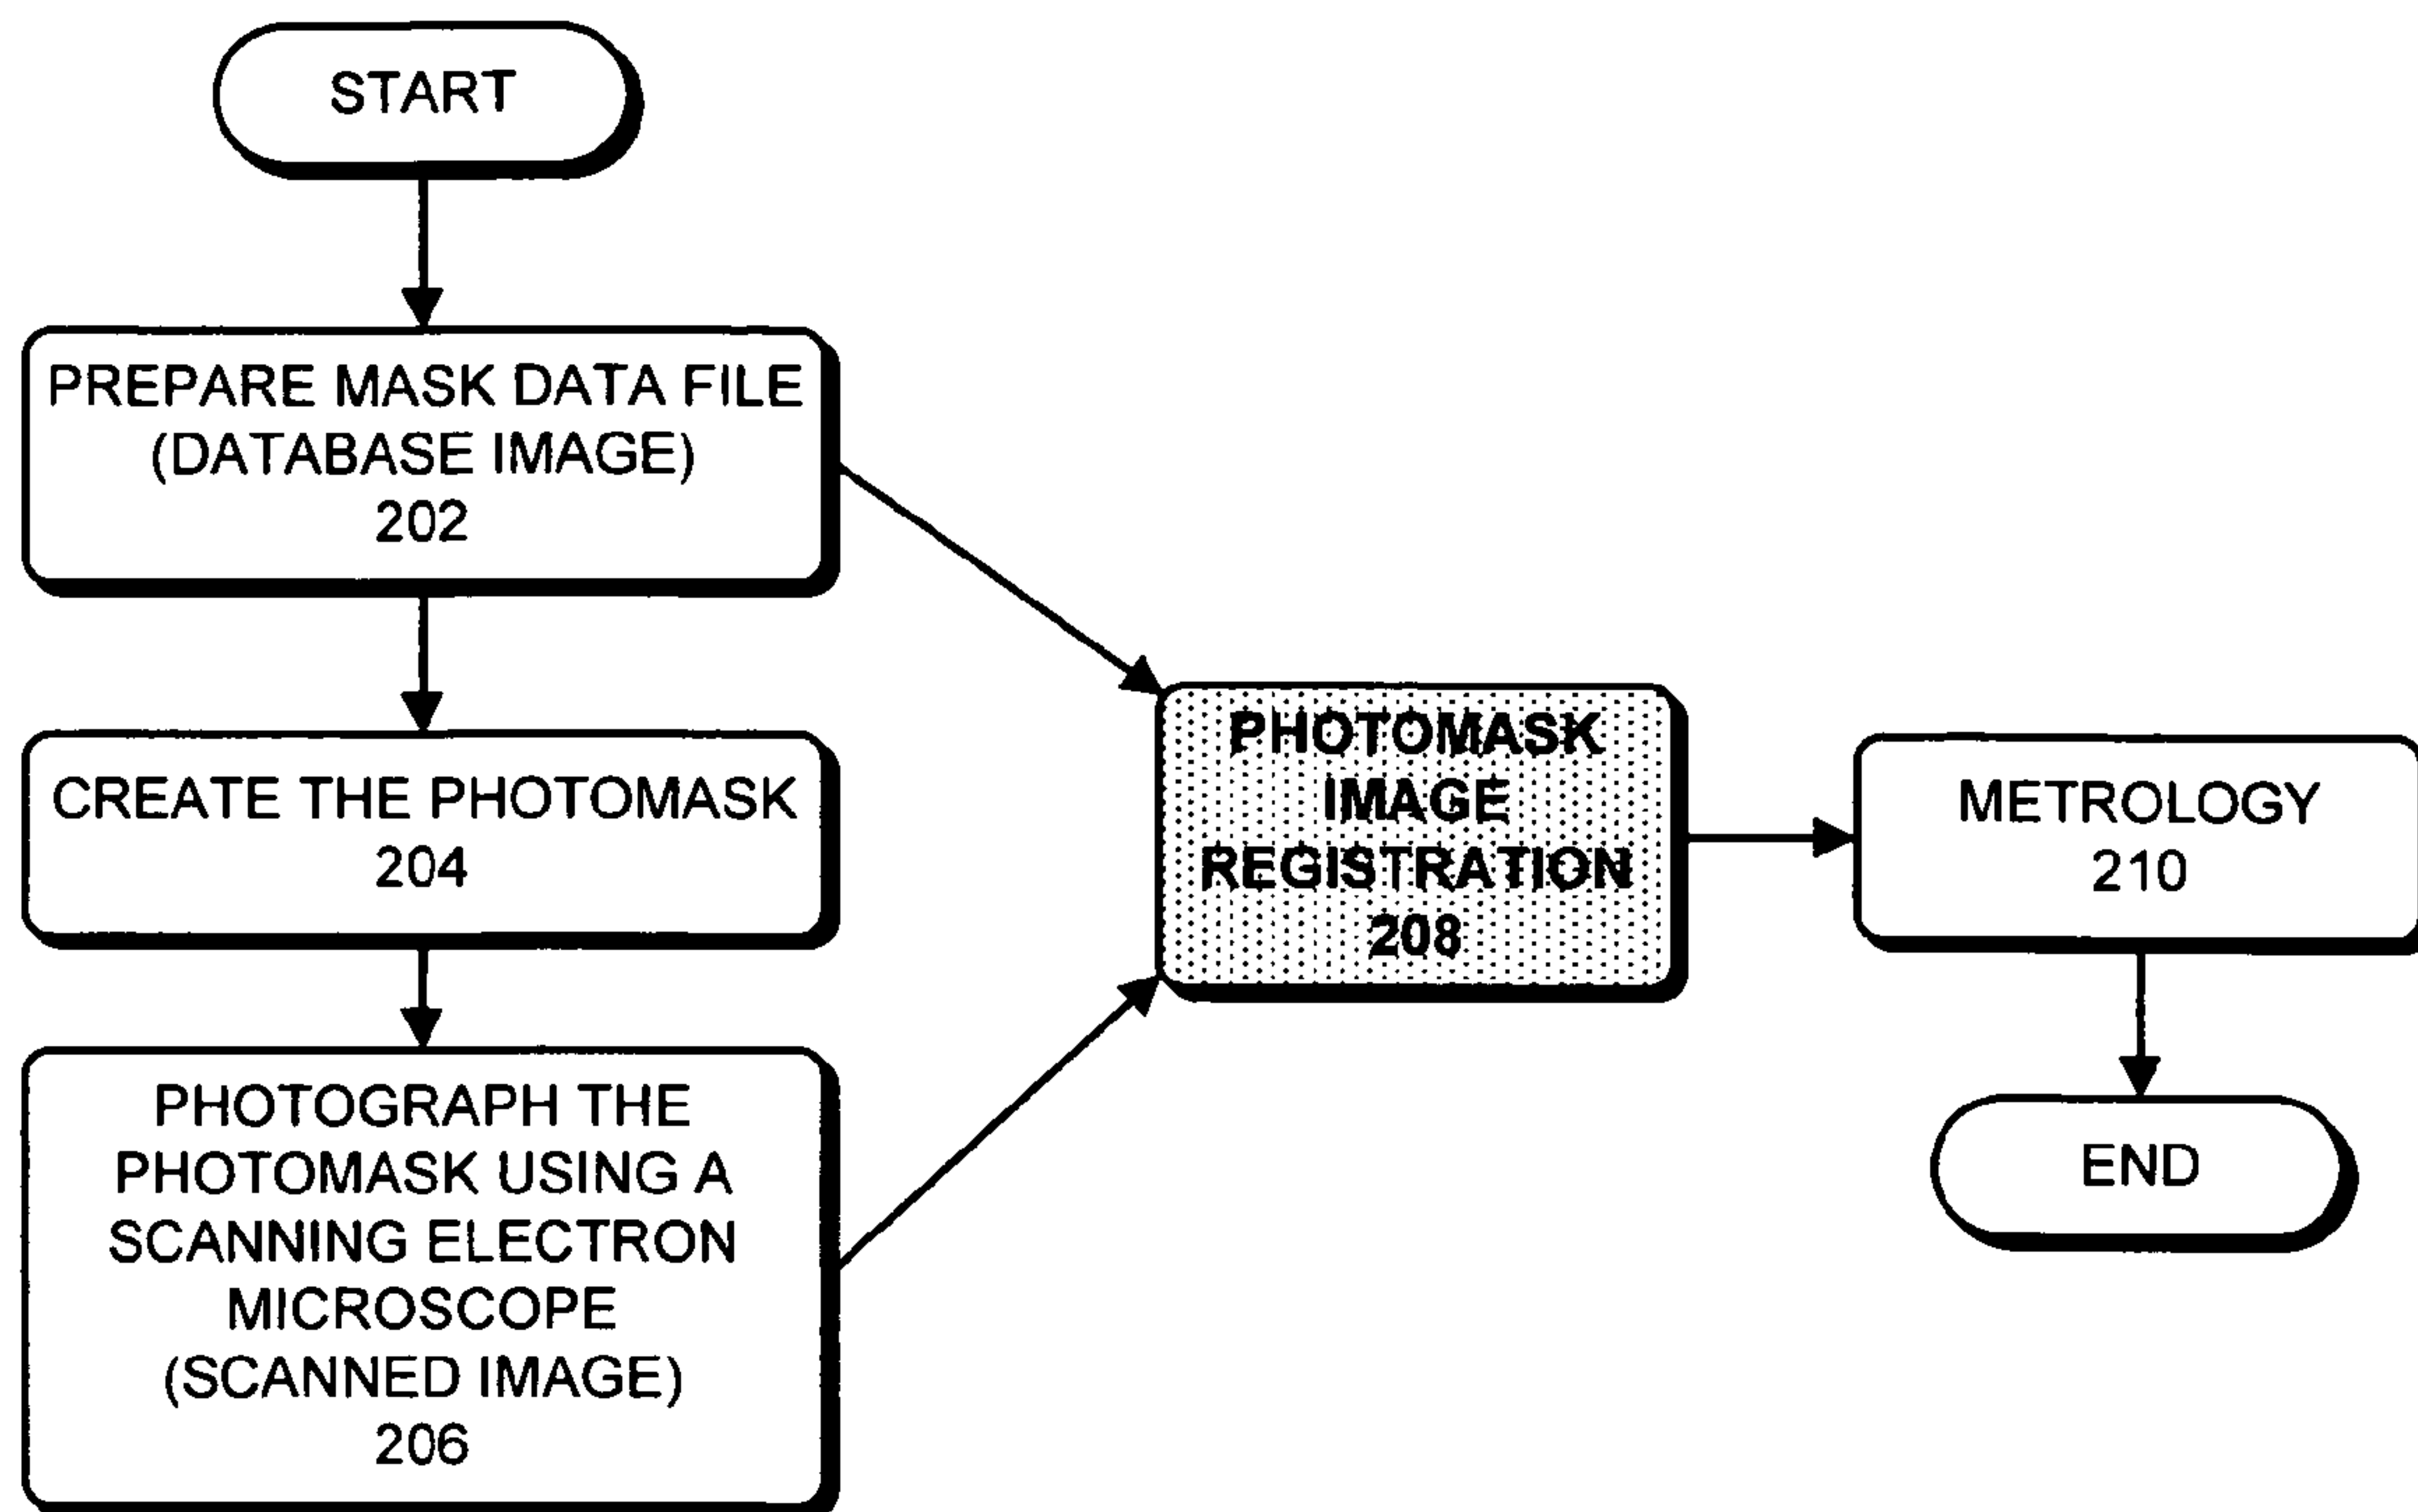 START
PREPARE MASK DATA FILE
(DATABASE IMAGE)
202
CREATE THE PHOTOMASK
204
PHOTOGRAPH THE
PHOTOMASK USING A
SCANNING ELECTRON
MICROSCOPE
(SCANNED IMAGE)
206
PHOTOMASK
IMAGE
REGISTRATION
208
METROLOGY
210
END